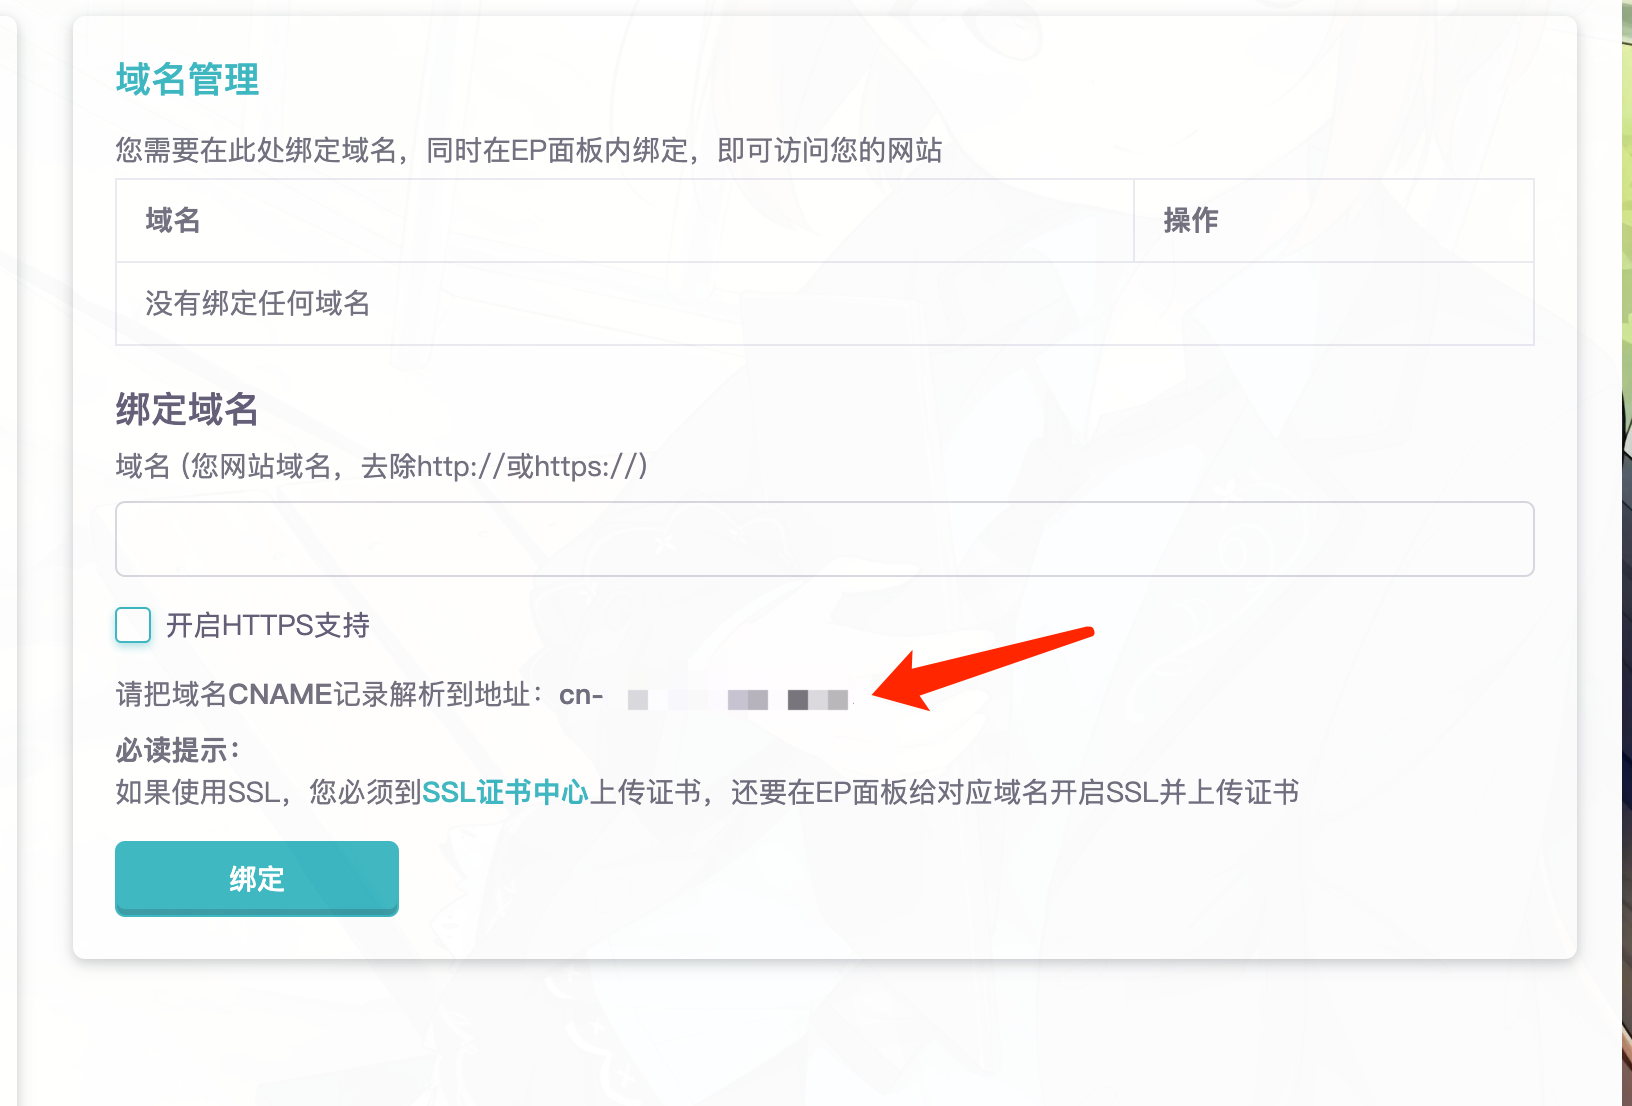 域名管理
您需要在此处绑定域名，同时在EP面板内绑定，即可访问您的网站
域名 操作
没有绑定任何域名
绑定域名
域名 (您网站域名，去除http://或https://)
开启HTTPS支持
请把域名CNAME记录解析到地址：cn-
必读提示：
如果使用SSL，您必须到SSL证书中心上传证书，还要在EP面板给对应域名开启SSL并上传证书
绑定